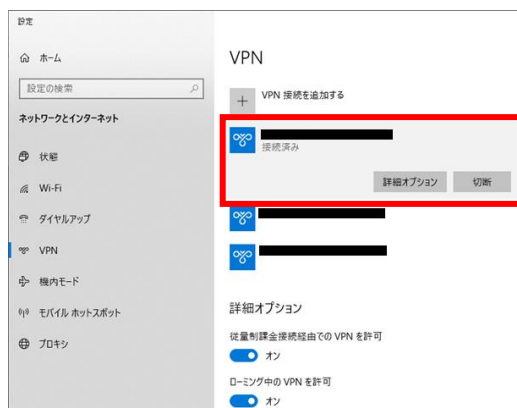 設定
ホーム
設定の検索
ネットワークとインターネット
状態
Wi-Fi
ダイヤルアップ
VPN
機内モード
モバイル ホットスポット
プロキシ
VPN
VPN 接続を追加する
接続済み
詳細オプション
切断
詳細オプション
従量制課金接続経由での VPN を許可
オン
ローミング中の VPN を許可
オン